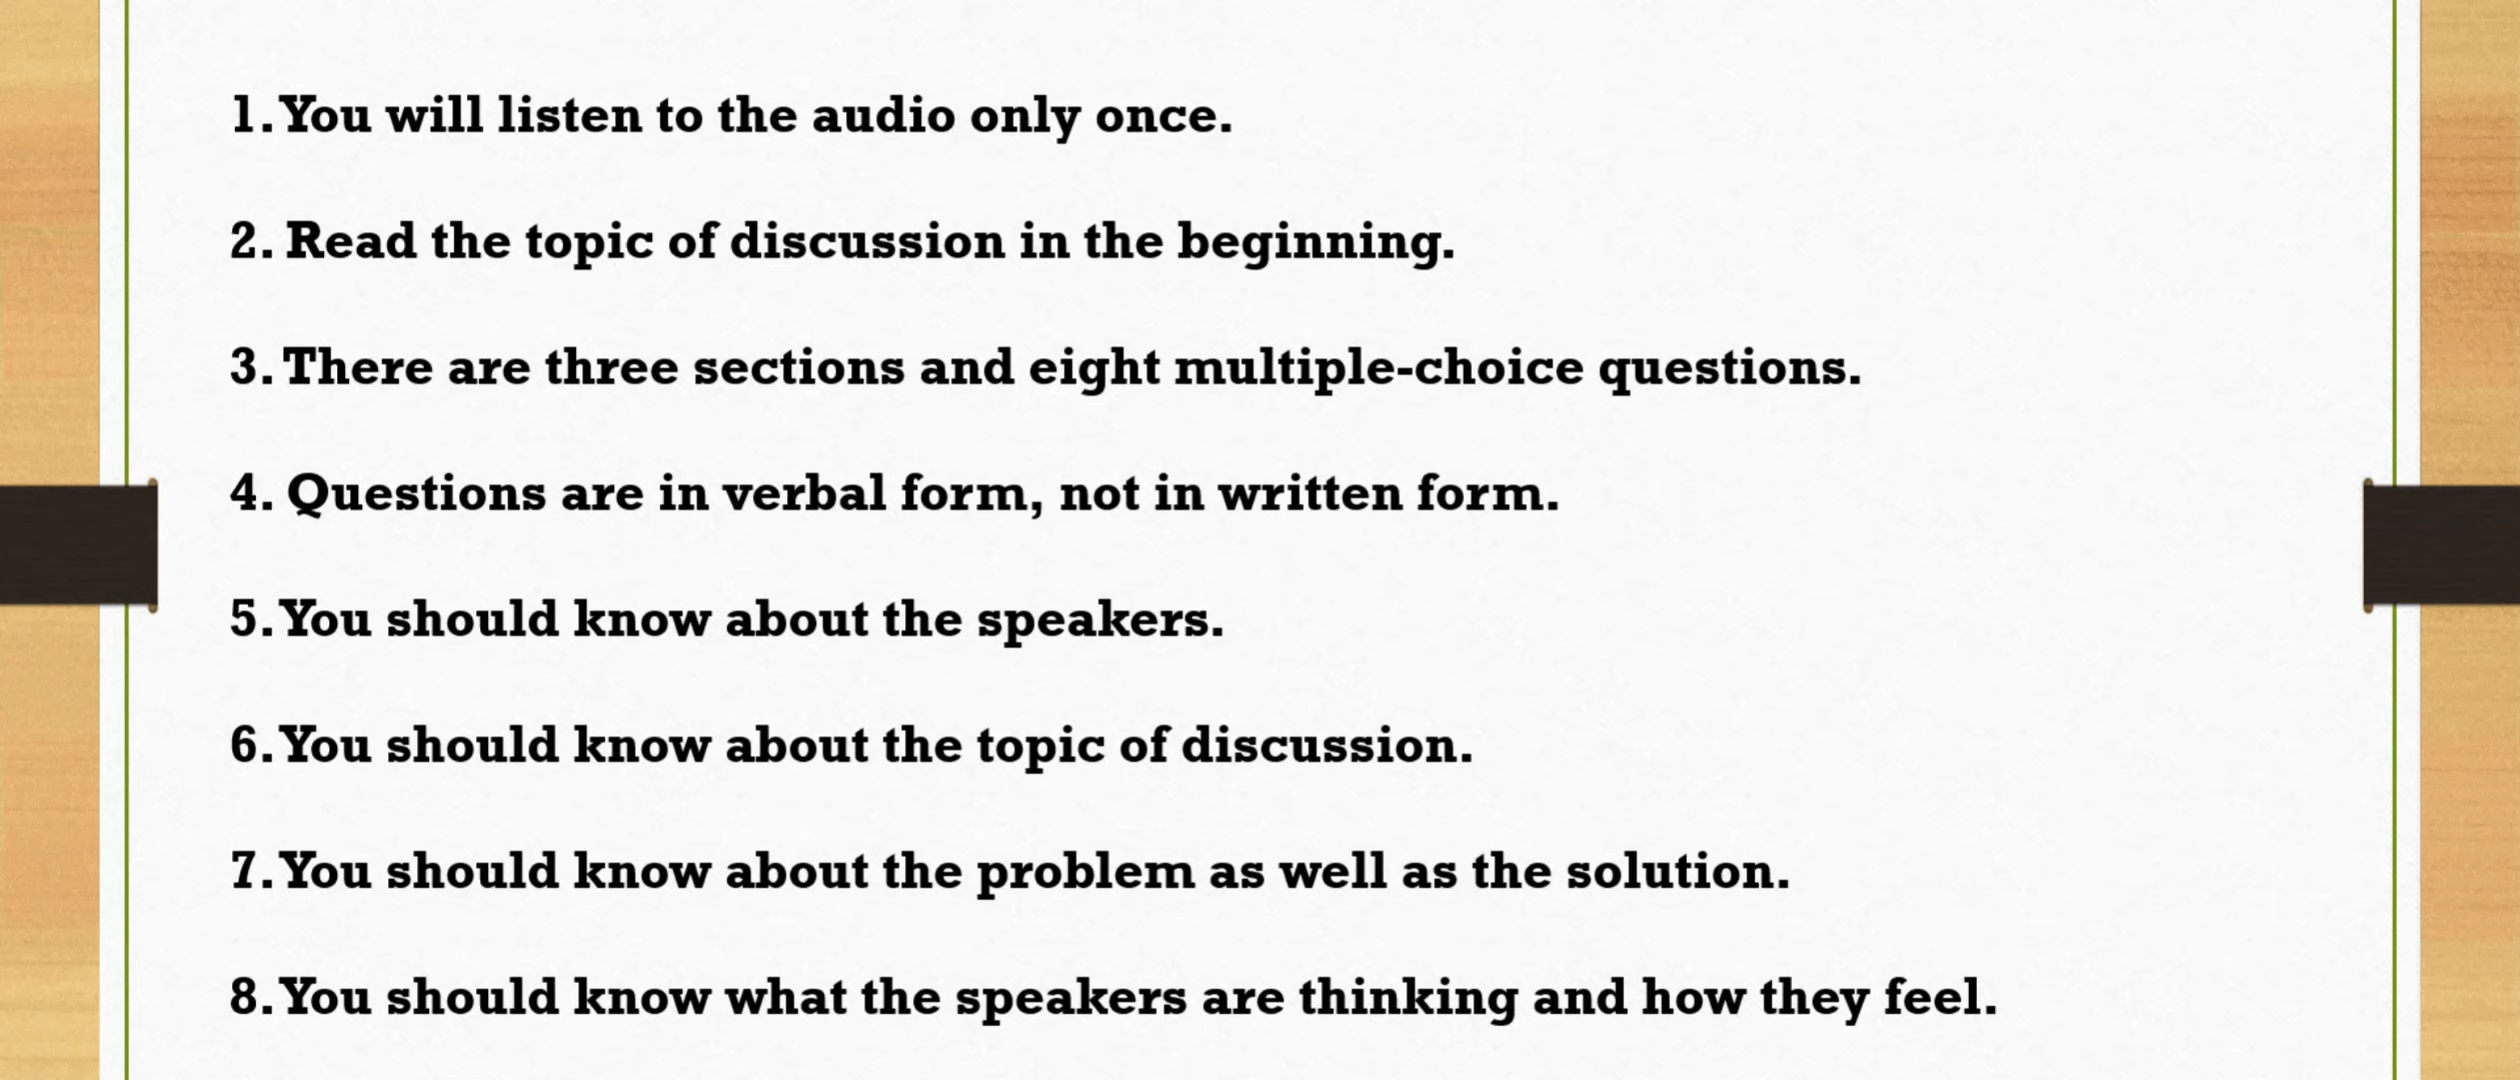 1. You will listen to the audio only once.
2. Read the topic of discussion in the beginning.
3. There are three sections and eight multiple-choice questions.
4. Questions are in verbal form, not in written form.
5. You should know about the speakers.
6. You should know about the topic of discussion.
7. You should know about the problem as well as the solution.
8. You should know what the speakers are thinking and how they feel.